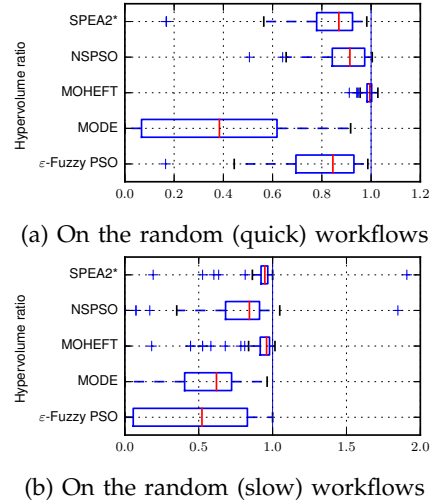 Hypervolume ratio
SPEA2*
NSPSO
MOHEFT
MODE
ε-Fuzzy PSO
0.0 0.2 0.4 0.6 0.8 1.0 1.2
(a) On the random (quick) workflows
Hypervolume ratio
SPEA2*
NSPSO
MOHEFT
MODE
ε-Fuzzy PSO
0.0 0.5 1.0 1.5 2.0
(b) On the random (slow) workflows